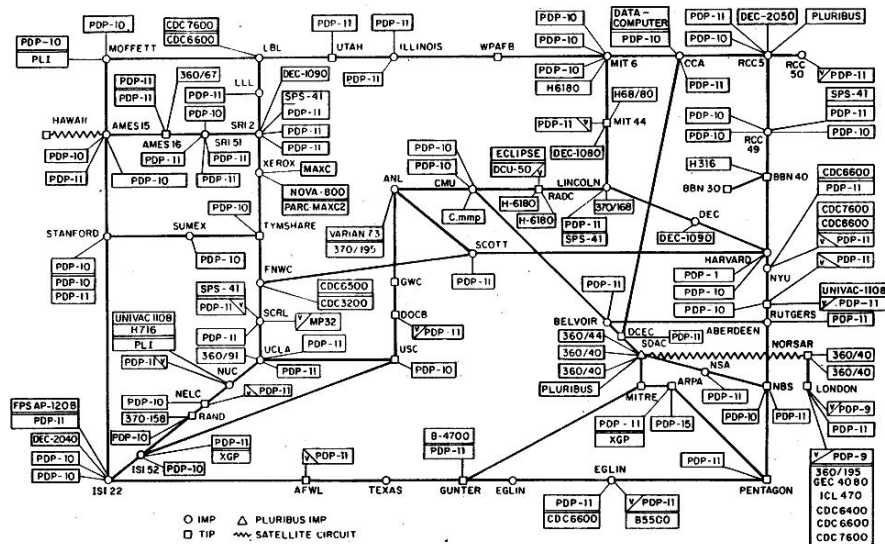 PDP-10
PDP-10
PLI
MOFFETT
CDC7600
CDC6600
LBL
PDP-11
UTAH
PDP-11
ILLINOIS
PDP-11
WPAFB
PDP-10
PDP-10
PDP-10
H6180
MIT 6
DATA-
COMPUTER
PDP-10
CCA
PDP-11
PDP-11
PDP-10
DEC-2050
PLURIBUS
RCC5
RCC
50
PDP-11
LLL
PDP-11
DEC-1090
SPS-41
PDP-11
PDP-11
PDP-11
SRI 2
PDP-11
PDP-11
360/67
PDP-10
HAWAII
AMES15
AMES16
PDP-11
SRI 51
PDP-11
PDP-10
PDP-11
PDP-10
H68/80
PDP-11
MIT 44
DEC-1080
PDP-10
PDP-10
RCC
49
SPS-41
PDP-11
PDP-10
XEROX
MAXC
NOVA-800
PARC-MAXC2
ANL
PDP-10
PDP-10
CMU
C.mmp
ECLIPSE
DCU-50
RADC
H-6180
H-6180
LINCOLN
370/168
PDP-11
SPS-41
H316
BBN 40
BBN 30
CDC6600
PDP-11
CDC7600
CDC6600
PDP-11
PDP-11
NYU
DEC
DEC-1090
STANFORD
PDP-10
PDP-10
PDP-11
SUMEX
PDP-10
PDP-10
TYMSHARE
VARIAN 73
370/195
SCOTT
PDP-11
HARVARD
PDP-1
PDP-10
PDP-10
FNWC
CDC6500
CDC3200
GWC
SPS-41
PDP-11
PDP-11
SCRL
MP32
DOCB
PDP-11
PDP-11
BELVOIR
DCEC
PDP-11
ABERDEEN
UNIVAC-1108
PDP-11
RUTGERS
PDP-11
UNIVAC 1108
H716
PLI
PDP-11
NUC
360/91
UCLA
PDP-11
PDP-11
USC
PDP-10
360/44
360/40
360/40
PLURIBUS
SDAC
NSA
PDP-11
NORSAR
360/40
360/40
LONDON
PDP-9
PDP-11
NELC
PDP-10
PDP-11
370-158
RAND
PDP-10
MITRE
ARPA
PDP-11
XGP
PDP-15
NBS
PDP-10
PDP-11
FPS AP-120B
PDP-11
DEC-2040
PDP-10
PDP-10
ISI 22
ISI 52
PDP-11
XGP
PDP-10
PDP-11
AFWL
TEXAS
B-4700
PDP-11
GUNTER
EGLIN
EGLIN
PDP-11
CDC6600
PDP-11
B5500
PDP-11
PENTAGON
PDP-9
360/195
GEC 4080
ICL 470
CDC6400
CDC6600
CDC7600
IMP
PLURIBUS IMP
TIP
SATELLITE CIRCUIT